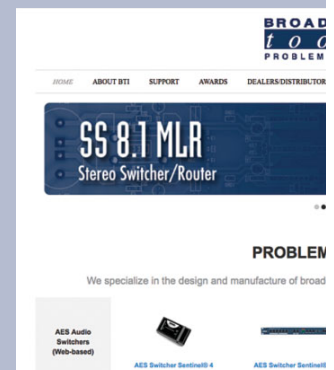 BROAD
too
PROBLEM
HOME ABOUT BTI SUPPORT AWARDS DEALERS/DISTRIBUTOR
SS 8.1 MLR
Stereo Switcher/Router
PROBLEM
We specialize in the design and manufacture of broad
AES Audio
Switchers
(Web-based)
AES Switcher Sentinel® 4 AES Switcher Sentinel®